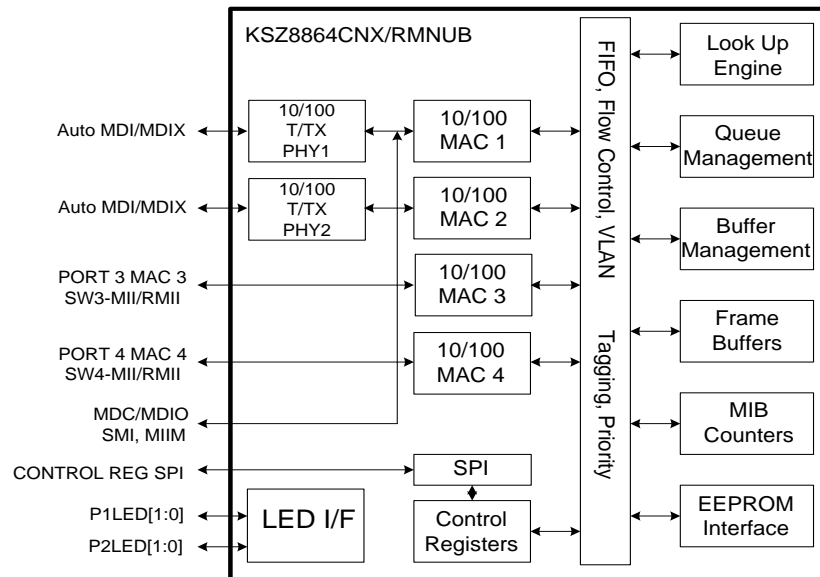 KSZ8864CNX/RMNUB
Auto MDI/MDIX
10/100
T/TX
PHY1
10/100
MAC 1
Auto MDI/MDIX
10/100
T/TX
PHY2
10/100
MAC 2
PORT 3 MAC 3
SW3-MII/RMII
10/100
MAC 3
PORT 4 MAC 4
SW4-MII/RMII
10/100
MAC 4
MDC/MDIO
SMI, MIIM
CONTROL REG SPI
SPI
P1LED[1:0]
P2LED[1:0]
LED I/F
Control
Registers
FIFO, Flow Control, VLAN Tagging, Priority
Look Up
Engine
Queue
Management
Buffer
Management
Frame
Buffers
MIB
Counters
EEPROM
Interface